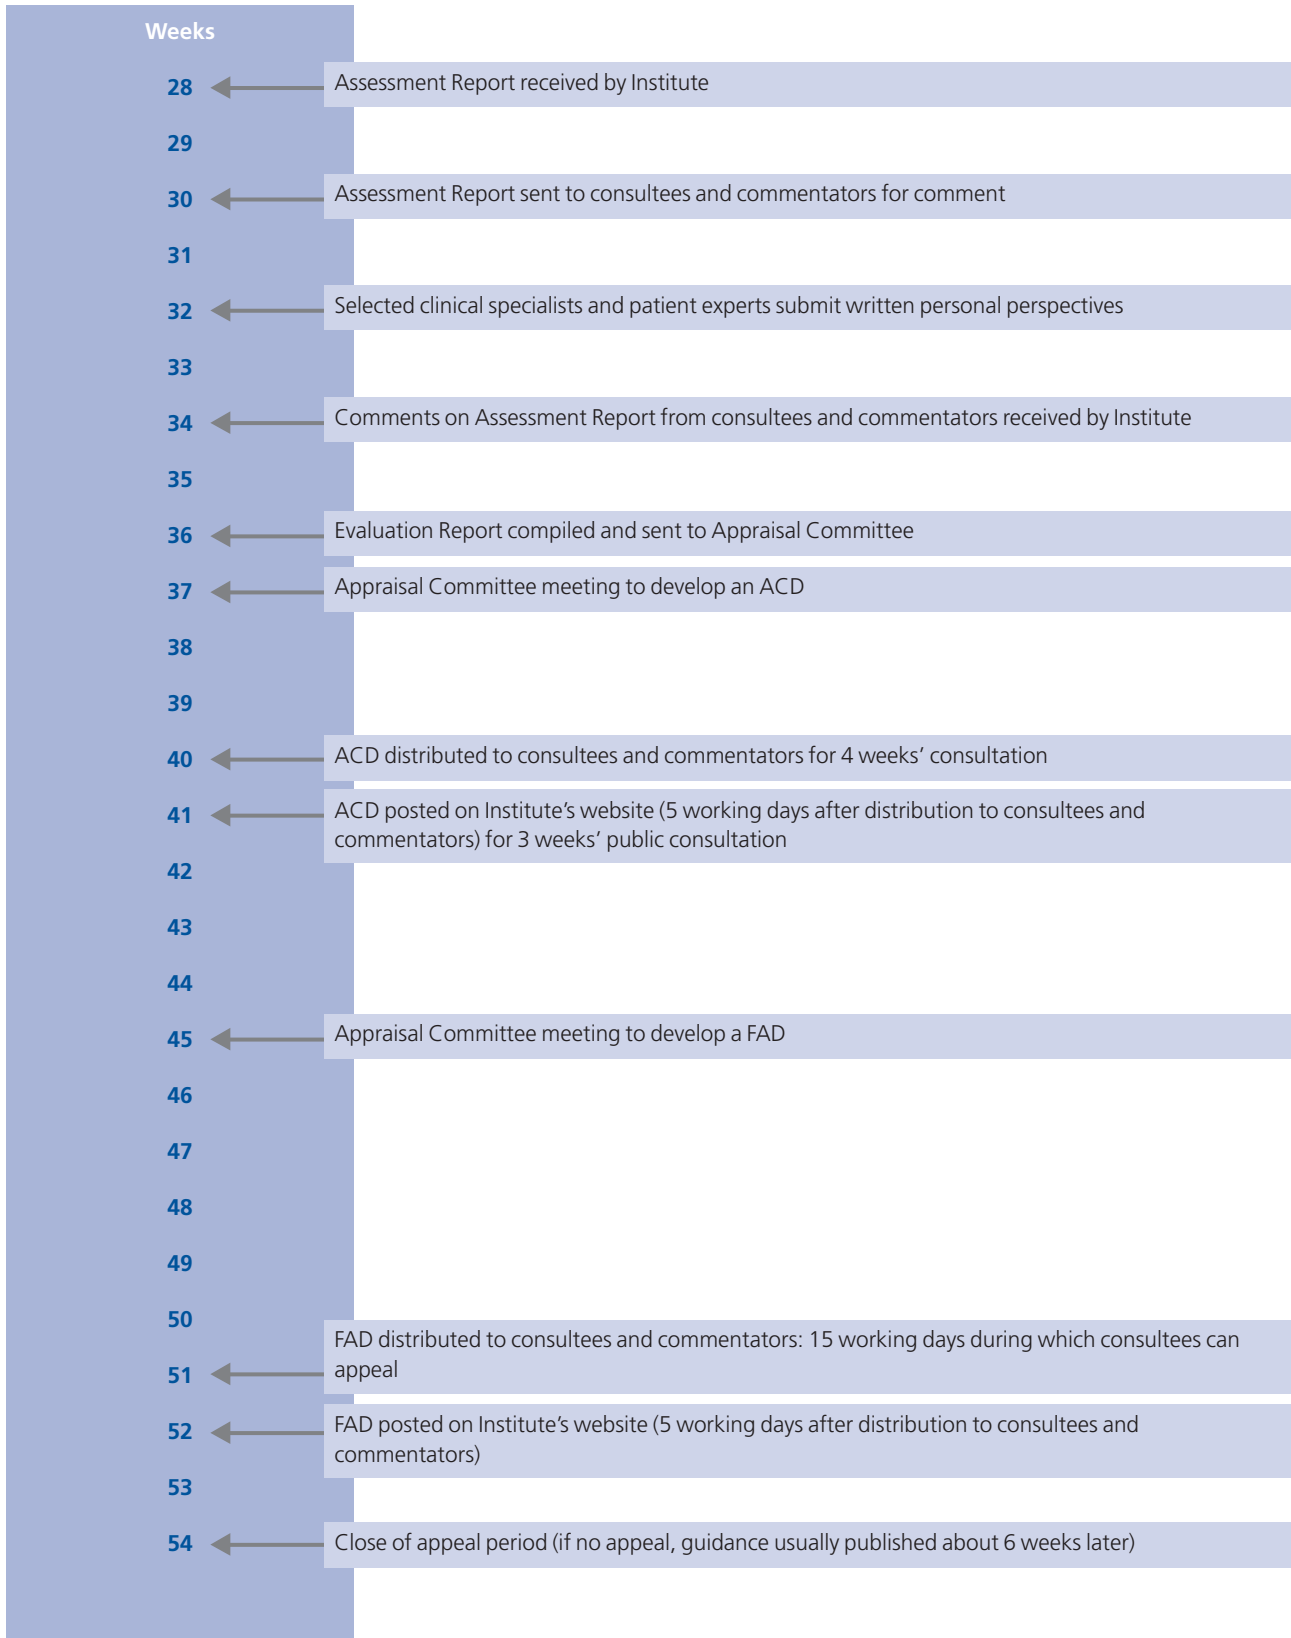 Weeks
28 Assessment Report received by Institute
29
30 Assessment Report sent to consultees and commentators for comment
31
32 Selected clinical specialists and patient experts submit written personal perspectives
33
34 Comments on Assessment Report from consultees and commentators received by Institute
35
36 Evaluation Report compiled and sent to Appraisal Committee
37 Appraisal Committee meeting to develop an ACD
38
39
40 ACD distributed to consultees and commentators for 4 weeks’ consultation
41 ACD posted on Institute’s website (5 working days after distribution to consultees and
commentators) for 3 weeks’ public consultation
42
43
44
45 Appraisal Committee meeting to develop a FAD
46
47
48
49
50
FAD distributed to consultees and commentators: 15 working days during which consultees can
51 appeal
52 FAD posted on Institute’s website (5 working days after distribution to consultees and
commentators)
53
54 Close of appeal period (if no appeal, guidance usually published about 6 weeks later)